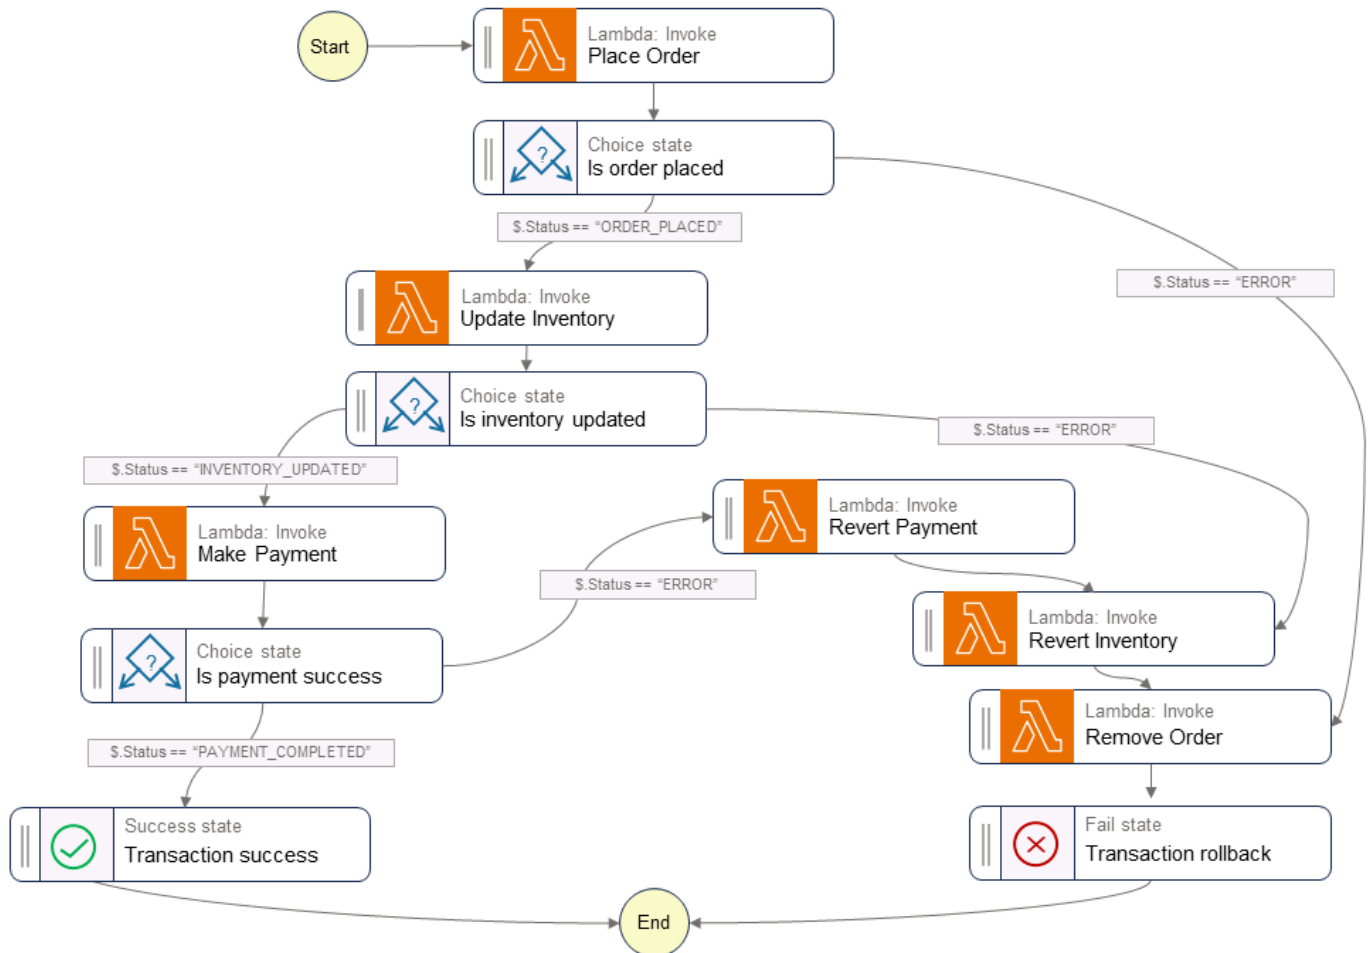 Start
Lambda: Invoke
Place Order
Choice state
Is order placed
$.Status == “ORDER_PLACED”
$.Status == “ERROR”
Lambda: Invoke
Update Inventory
Choice state
Is inventory updated
$.Status == “ERROR”
$.Status == “INVENTORY_UPDATED”
Lambda: Invoke
Revert Payment
Lambda: Invoke
Make Payment
$.Status == “ERROR”
Lambda: Invoke
Revert Inventory
Choice state
Is payment success
Lambda: Invoke
Remove Order
$.Status == “PAYMENT_COMPLETED”
Success state
Transaction success
Fail state
Transaction rollback
End